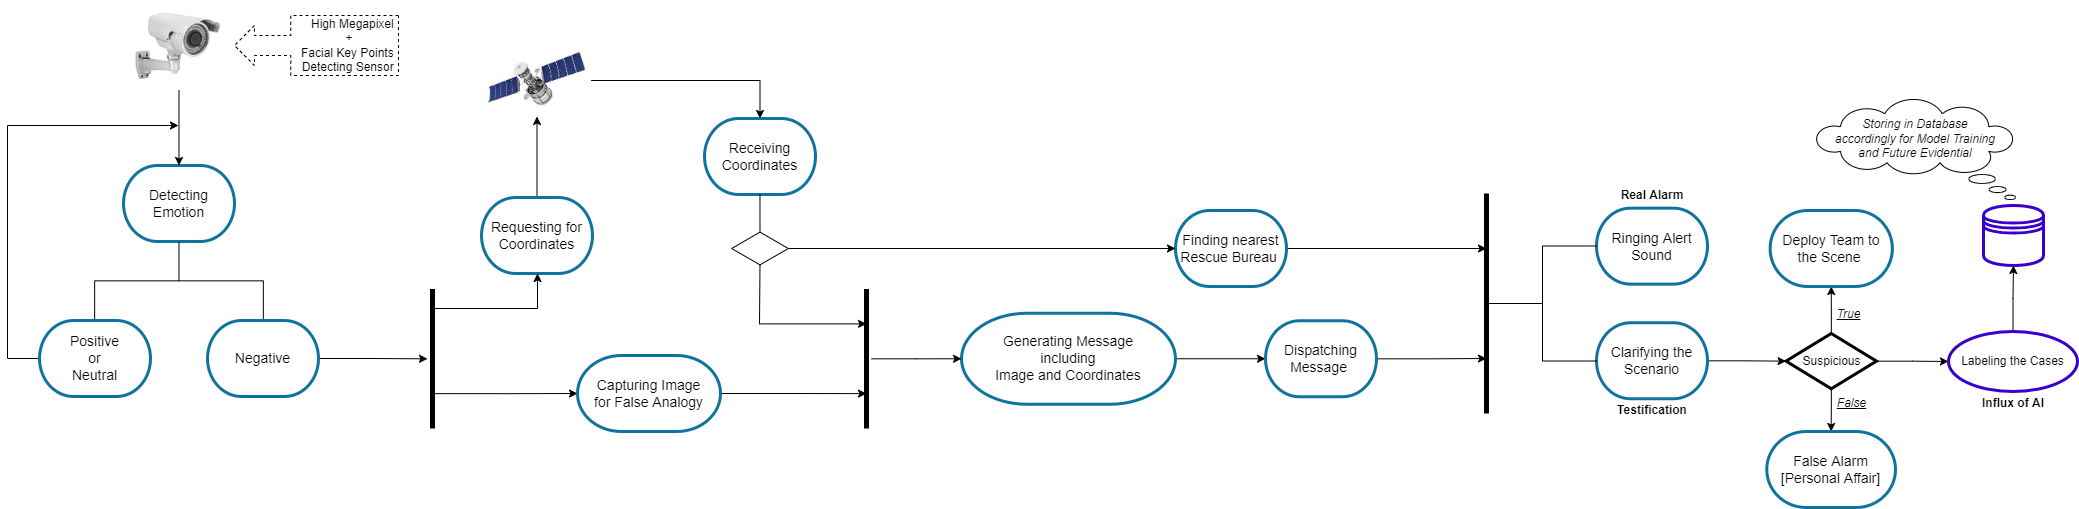 High Megapixel
+
Facial Key Points
Detecting Sensor
Detecting
Emotion
Positive
or
Neutral
Negative
Requesting for
Coordinates
Capturing Image
for False Analogy
Receiving
Coordinates
Finding nearest
Rescue Bureau
Generating Message
including
Image and Coordinates
Dispatching
Message
Real Alarm
Ringing Alert
Sound
Clarifying the
Scenario
Testification
Deploy Team to
the Scene
True
Suspicious
False
False Alarm
[Personal Affair]
Storing in Database
accordingly for Model Training
and Future Evidential
Labeling the Cases
Influx of AI